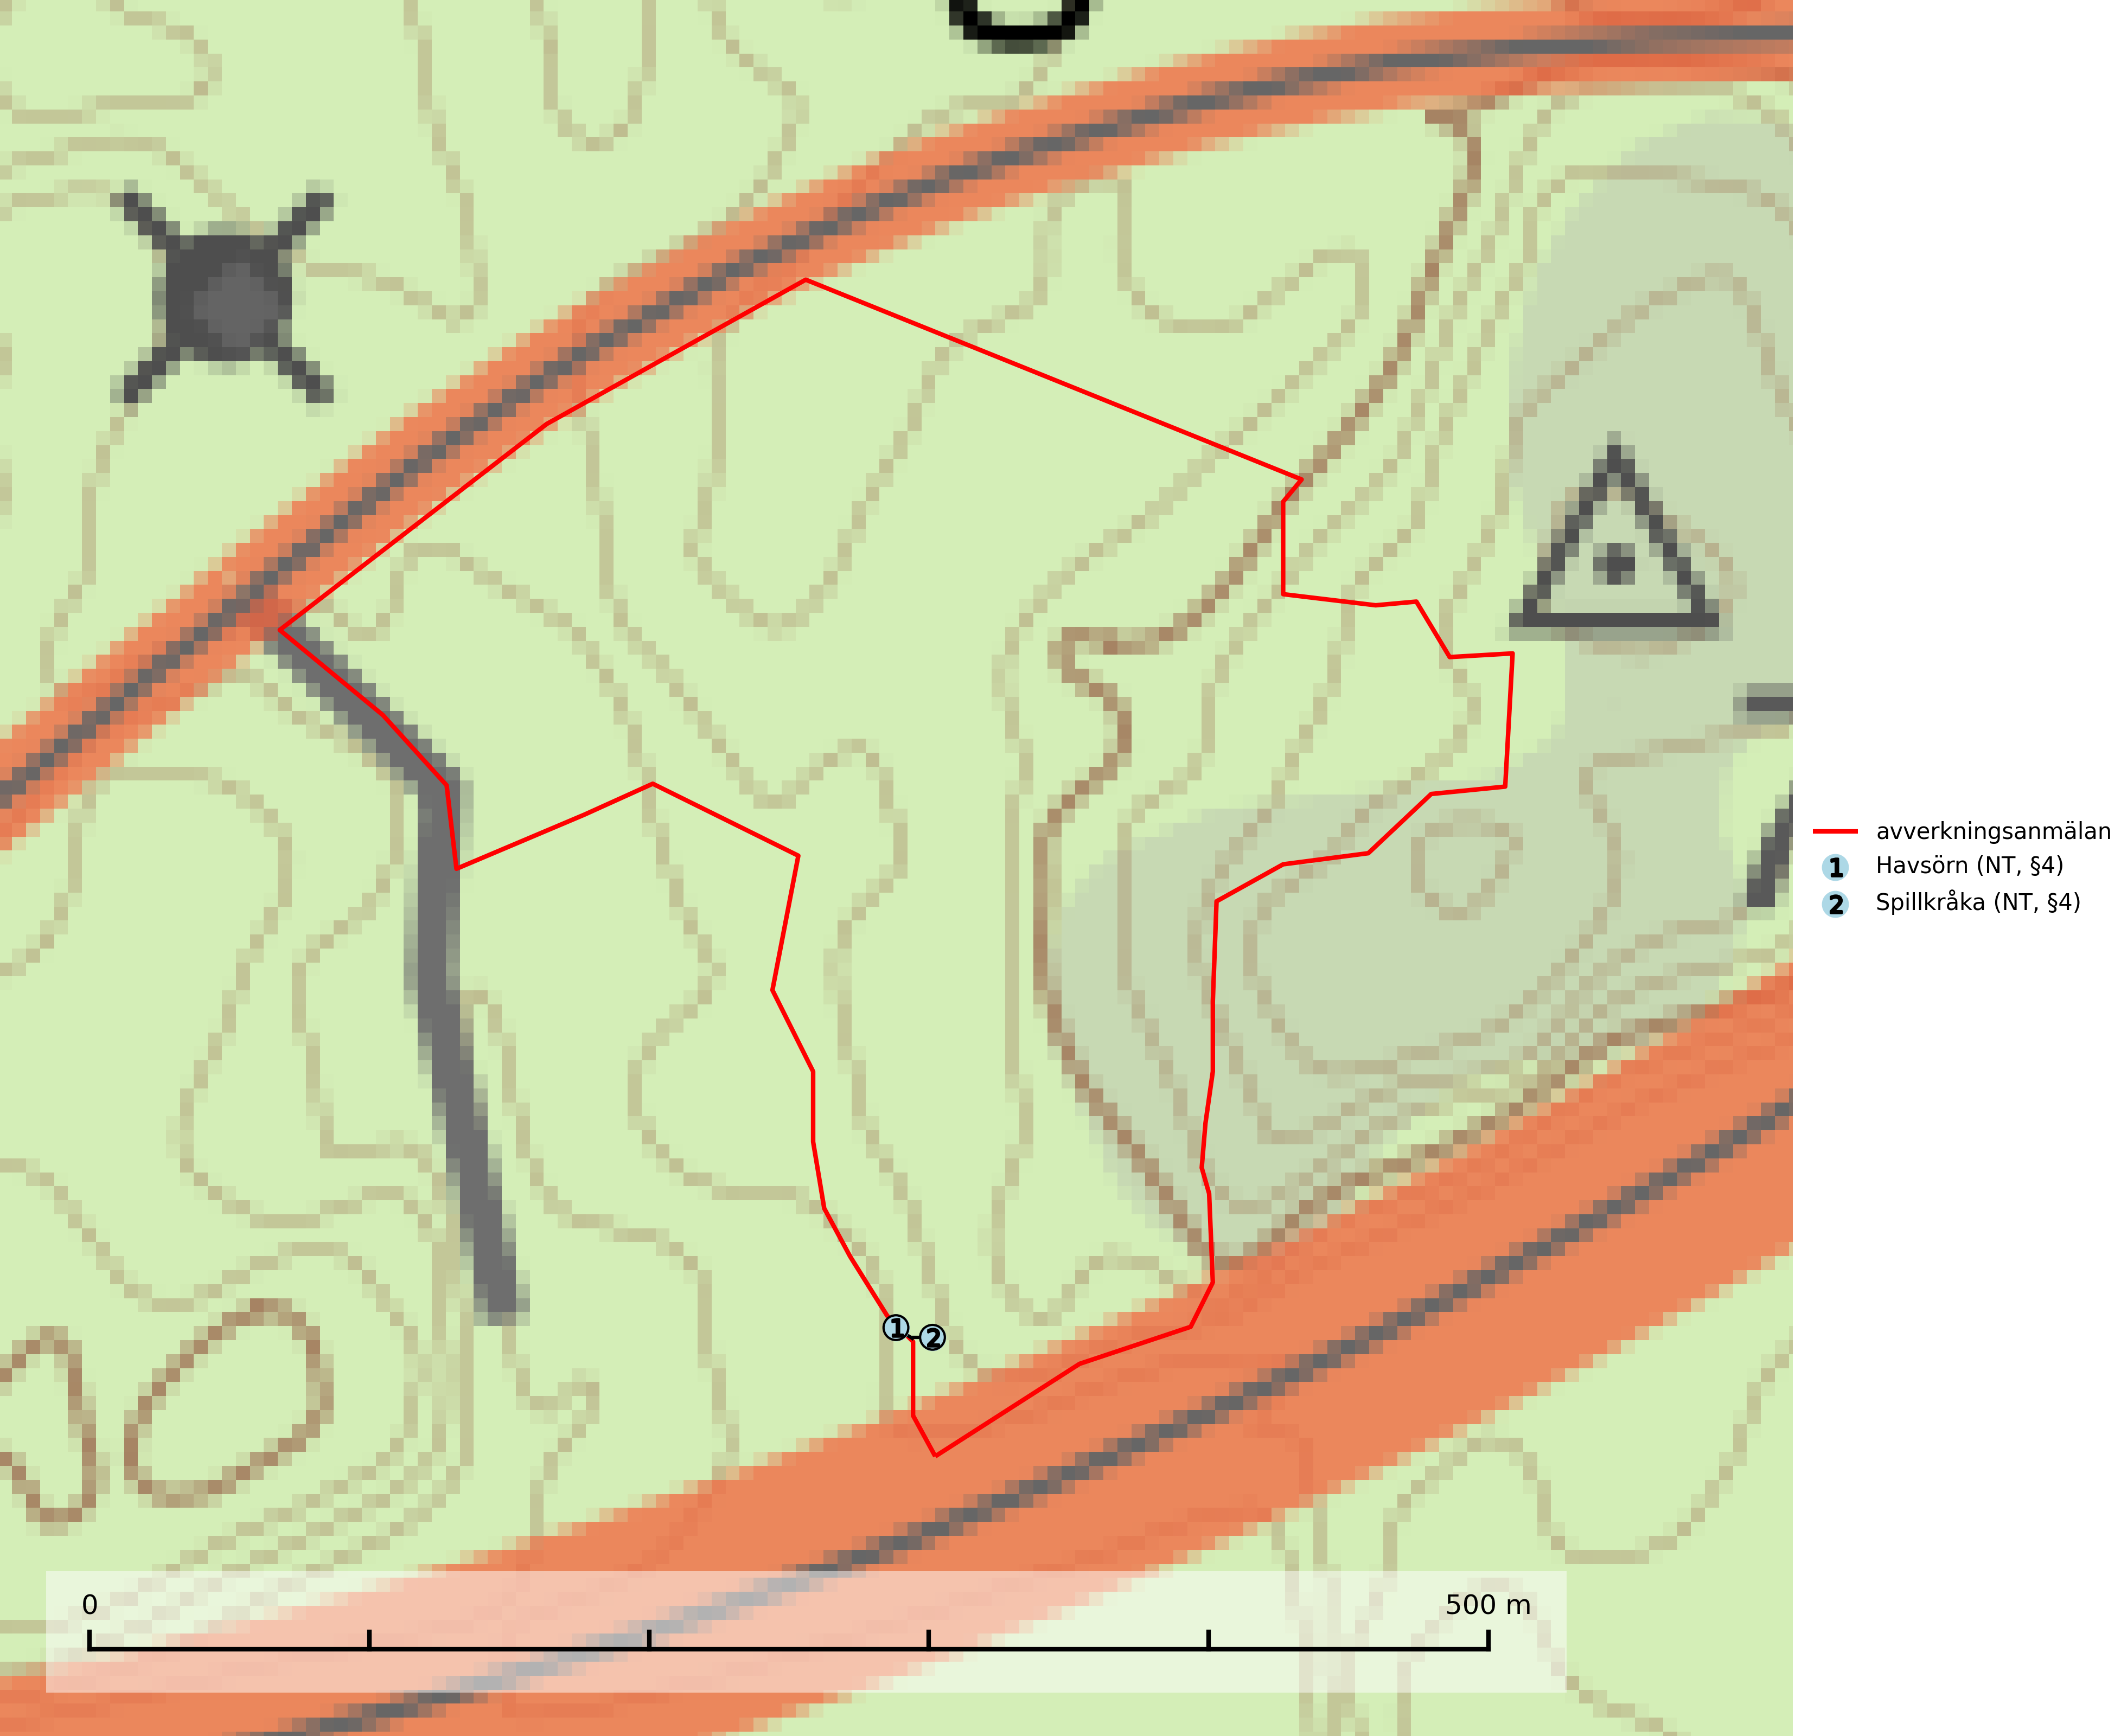 avverkningsanmälan
1 Havsörn (NT, §4)
2 Spillkråka (NT, §4)
1 2
0 500 m